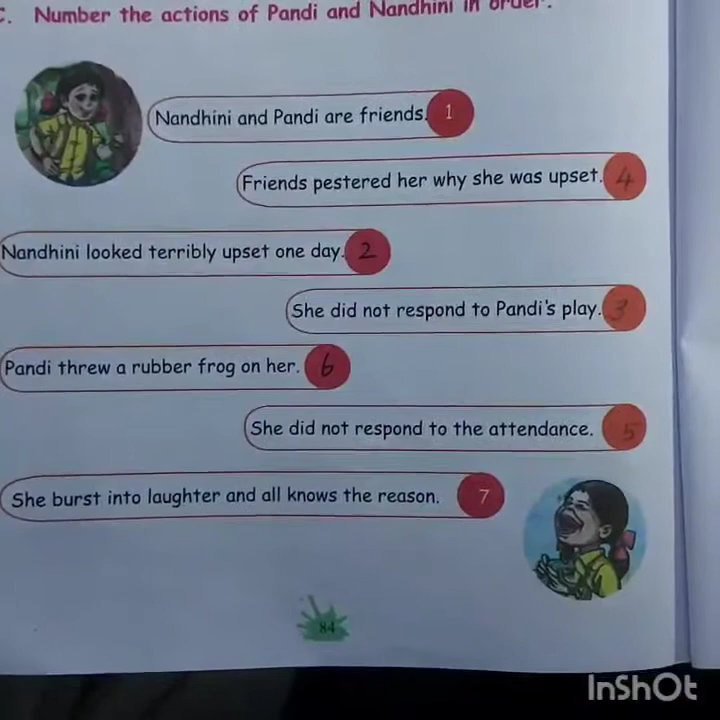 C. Number the actions of Pandi and Nandhini in order.
Nandhini and Pandi are friends. 1
Friends pestered her why she was upset. 4
Nandhini looked terribly upset one day. 2
She did not respond to Pandi's play. 3
Pandi threw a rubber frog on her. 6
She did not respond to the attendance. 5
She burst into laughter and all knows the reason. 7
84
InShOt